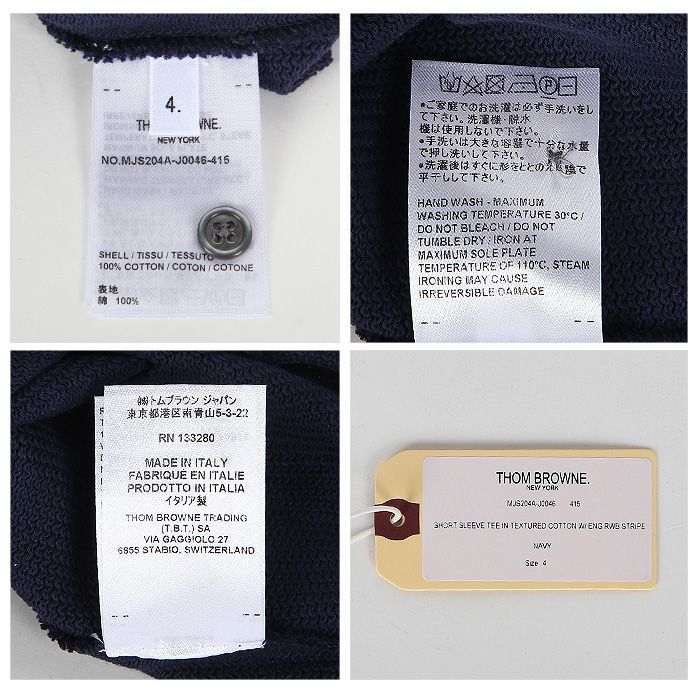 4.
THOM BROWNE.
NEW YORK
NO.MJS204A-J0046-415
SHELL / TISSU / TESSUTO
100% COTTON / COTON / COTONE
表地
綿 100%
●ご家庭でのお洗濯は必ず手洗いをし
て下さい。洗濯機・脱水
機は使用しないで下さい。
●手洗いは大きな容器で十分な水量
で押し洗いして下さい。
●洗濯後はすぐに形をととのえ陰で
平干しして下さい。
HAND WASH - MAXIMUM
WASHING TEMPERATURE 30°C /
DO NOT BLEACH / DO NOT
TUMBLE DRY / IRON AT
MAXIMUM SOLE PLATE
TEMPERATURE OF 110°C, STEAM
IRONING MAY CAUSE
IRREVERSIBLE DAMAGE
㈱トムブラウン ジャパン
東京都港区南青山5-3-22
RN 133280
MADE IN ITALY
FABRIQUÉ EN ITALIE
PRODOTTO IN ITALIA
イタリア製
THOM BROWNE TRADING
(T.B.T.) SA
VIA GAGGIOLO 27
6855 STABIO, SWITZERLAND
THOM BROWNE.
NEW YORK
MJS204A-J0046 415
SHORT SLEEVE TEE IN TEXTURED COTTON W/ ENG RWB STRIPE
NAVY
Size 4